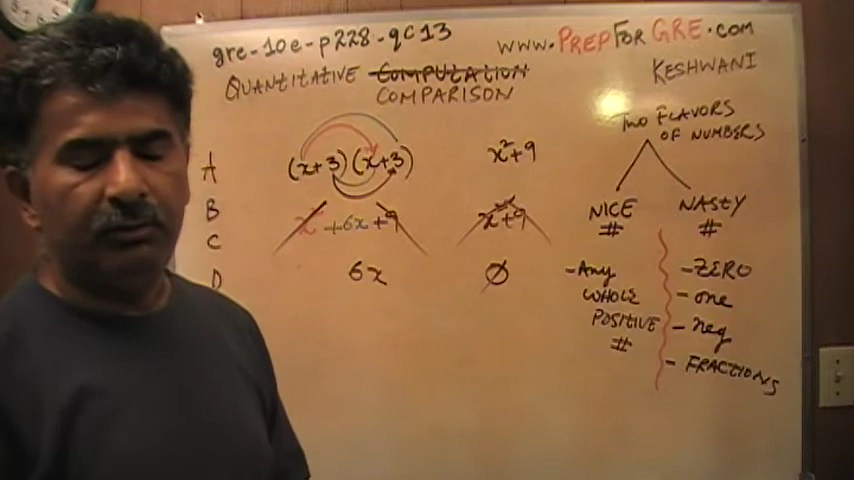 gre-10e-p228-qc13
www.PREPFORGRE.com
QUANTITATIVE COMPUTATION
COMPARISON
KESHWANI
TWO FLAVORS
OF NUMBERS
A (x+3)(x+3) x²+9
B x² +6x +9 x²+9
C
D 6x 0
NICE
#
NASTY
#
-Any
WHOLE
POSITIVE
#
-ZERO
-one
-neg
-FRACTIONS